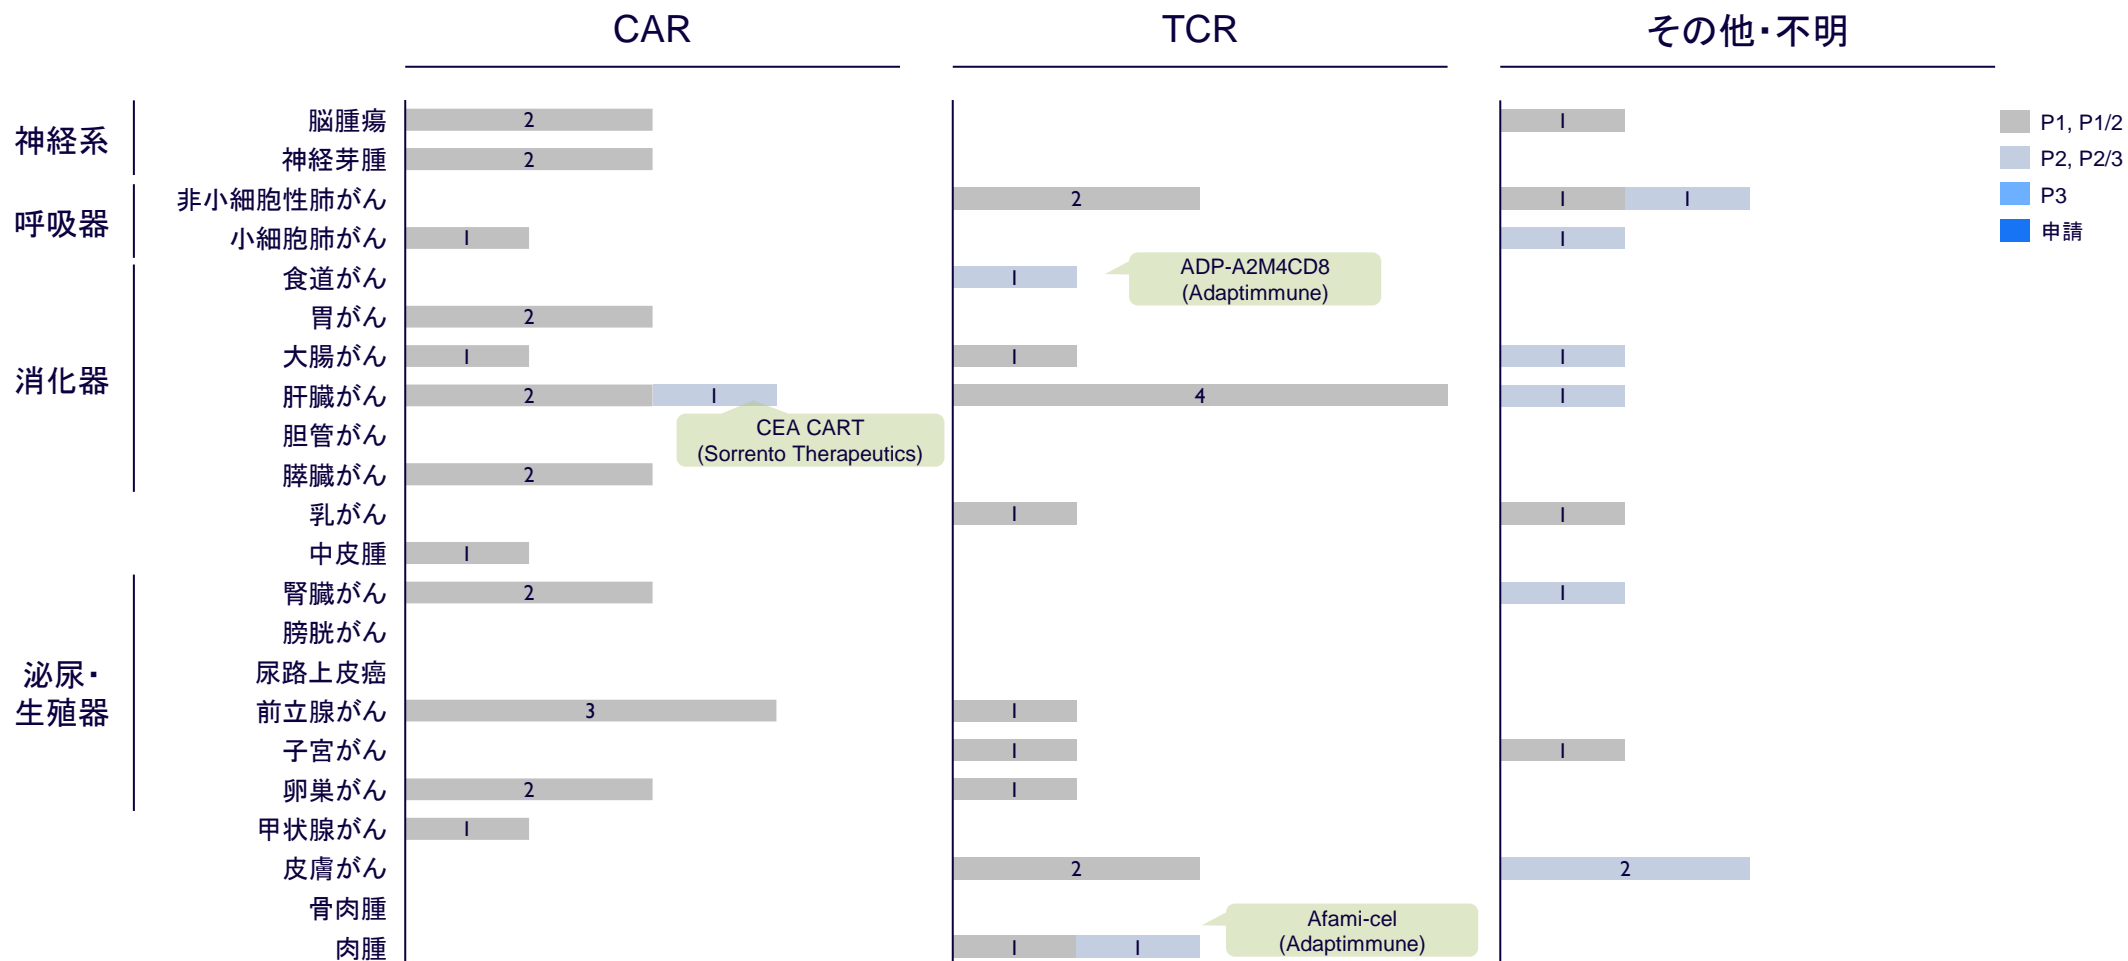 CAR
TCR
その他・不明
P1, P1/2
P2, P2/3
P3
申請
神経系
脳腫瘍 2 1
神経芽腫 2
呼吸器
非小細胞性肺がん 2 1 1
小細胞肺がん 1 1
消化器
食道がん 1
ADP-A2M4CD8
(Adaptimmune)
胃がん 2
大腸がん 1 1 1
肝臓がん 2 1 4 1
CEA CART
(Sorrento Therapeutics)
胆管がん
膵臓がん 2
乳がん 1 1
中皮腫 1
泌尿・
生殖器
腎臓がん 2 1
膀胱がん
尿路上皮癌
前立腺がん 3 1
子宮がん 1 1
卵巣がん 2 1
甲状腺がん 1
皮膚がん 2 2
骨肉腫
Afami-cel
(Adaptimmune)
肉腫 1 1